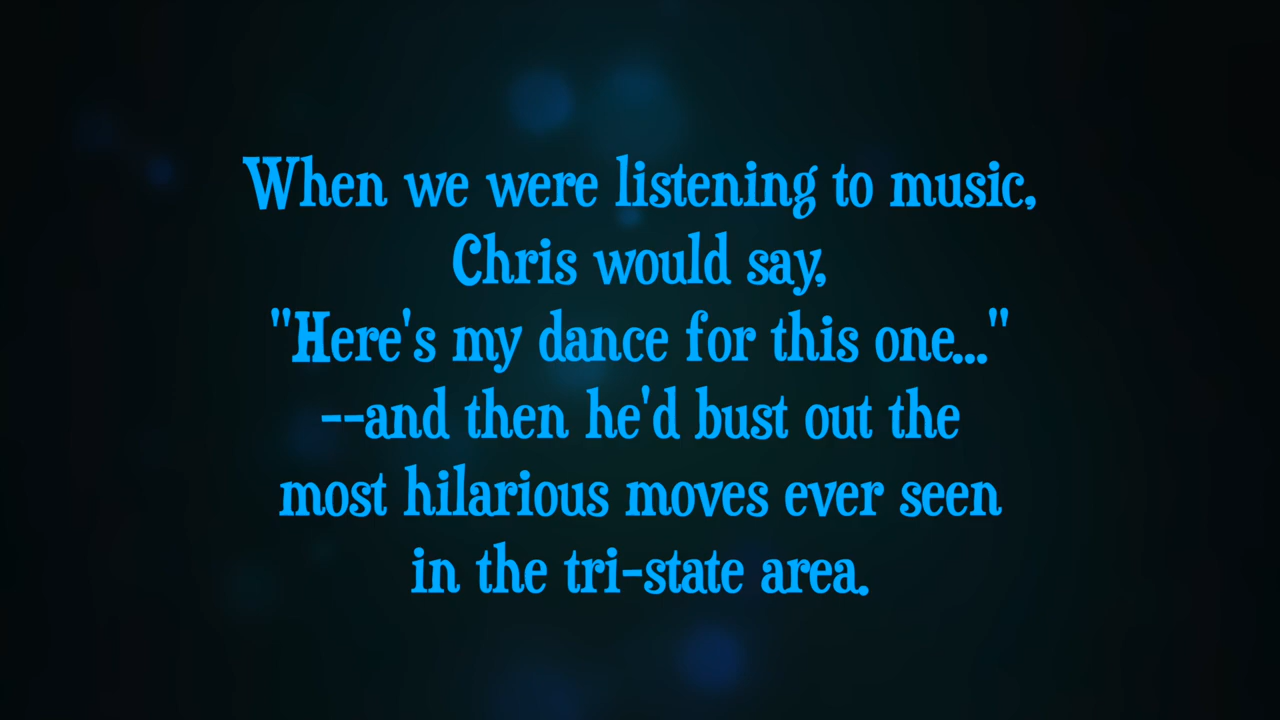 When we were listening to music,
Chris would say,
"Here's my dance for this one..."
--and then he'd bust out the
most hilarious moves ever seen
in the tri-state area.